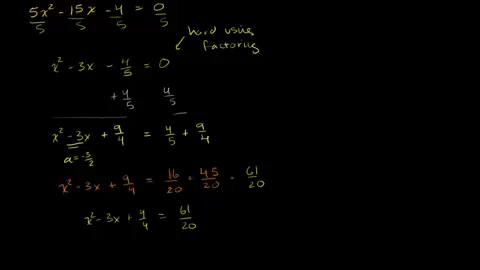 5x²/5 - 15x/5 - 4/5 = 0/5
hard using
factoring
x² - 3x - 4/5 = 0
+ 4/5 4/5
x² - 3x + 9/4 = 4/5 + 9/4
a = -3/2
x² - 3x + 9/4 = 16/20 + 45/20 = 61/20
x² - 3x + 9/4 = 61/20